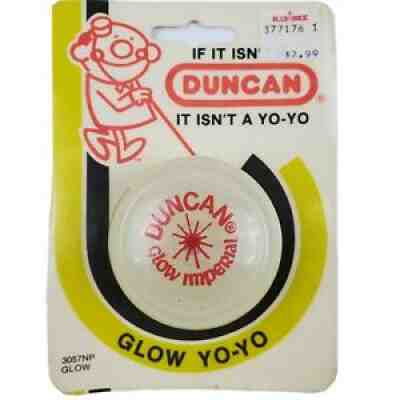 377176 1
$2.99
IF IT ISN'
DUNCAN®
IT ISN'T A YO-YO
DUNCAN®
Glow Imperial
GLOW YO-YO
3057NP
GLOW